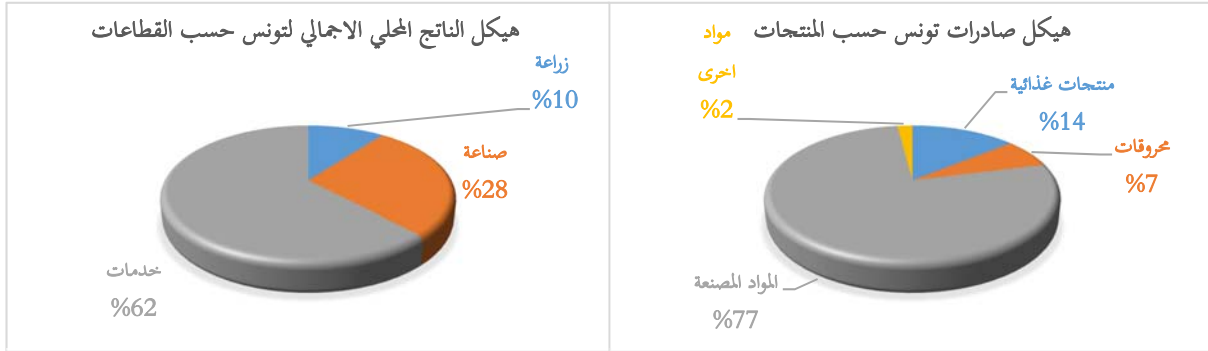 هيكل صادرات تونس حسب المنتجات
مواد
اخرى
%2
منتجات غذائية
%14
محروقات
%7
المواد المصنعة
%77
هيكل الناتج المحلي الاجمالي لتونس حسب القطاعات
زراعة
%10
صناعة
%28
خدمات
%62